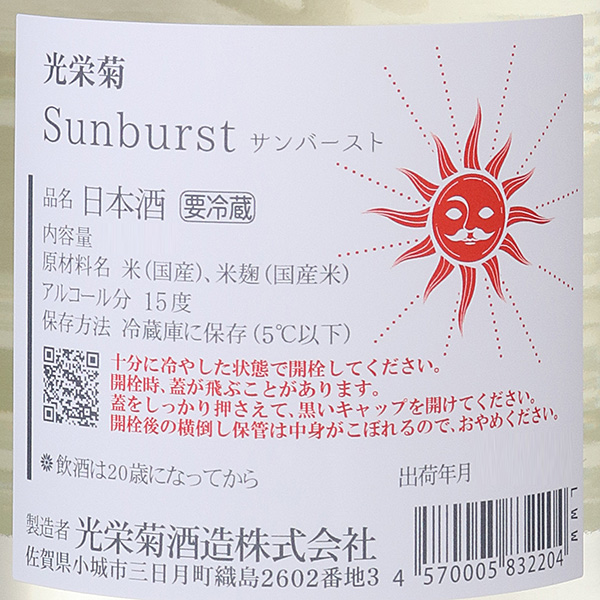 光栄菊
Sunburst サンバースト
品名 日本酒 要冷蔵
内容量
原材料名 米(国産)、米麹(国産米)
アルコール分 15度
保存方法 冷蔵庫に保存(5℃以下)
十分に冷やした状態で開栓してください。
開栓時、蓋が飛ぶことがあります。
蓋をしっかり押さえて、黒いキャップを開けてください。
開栓後の横倒し保管は中身がこぼれるので、おやめください。
飲酒は20歳になってから
出荷年月
製造者 光栄菊酒造株式会社
佐賀県小城市三日月町織島2602番地3
4 570005 832204
LWW